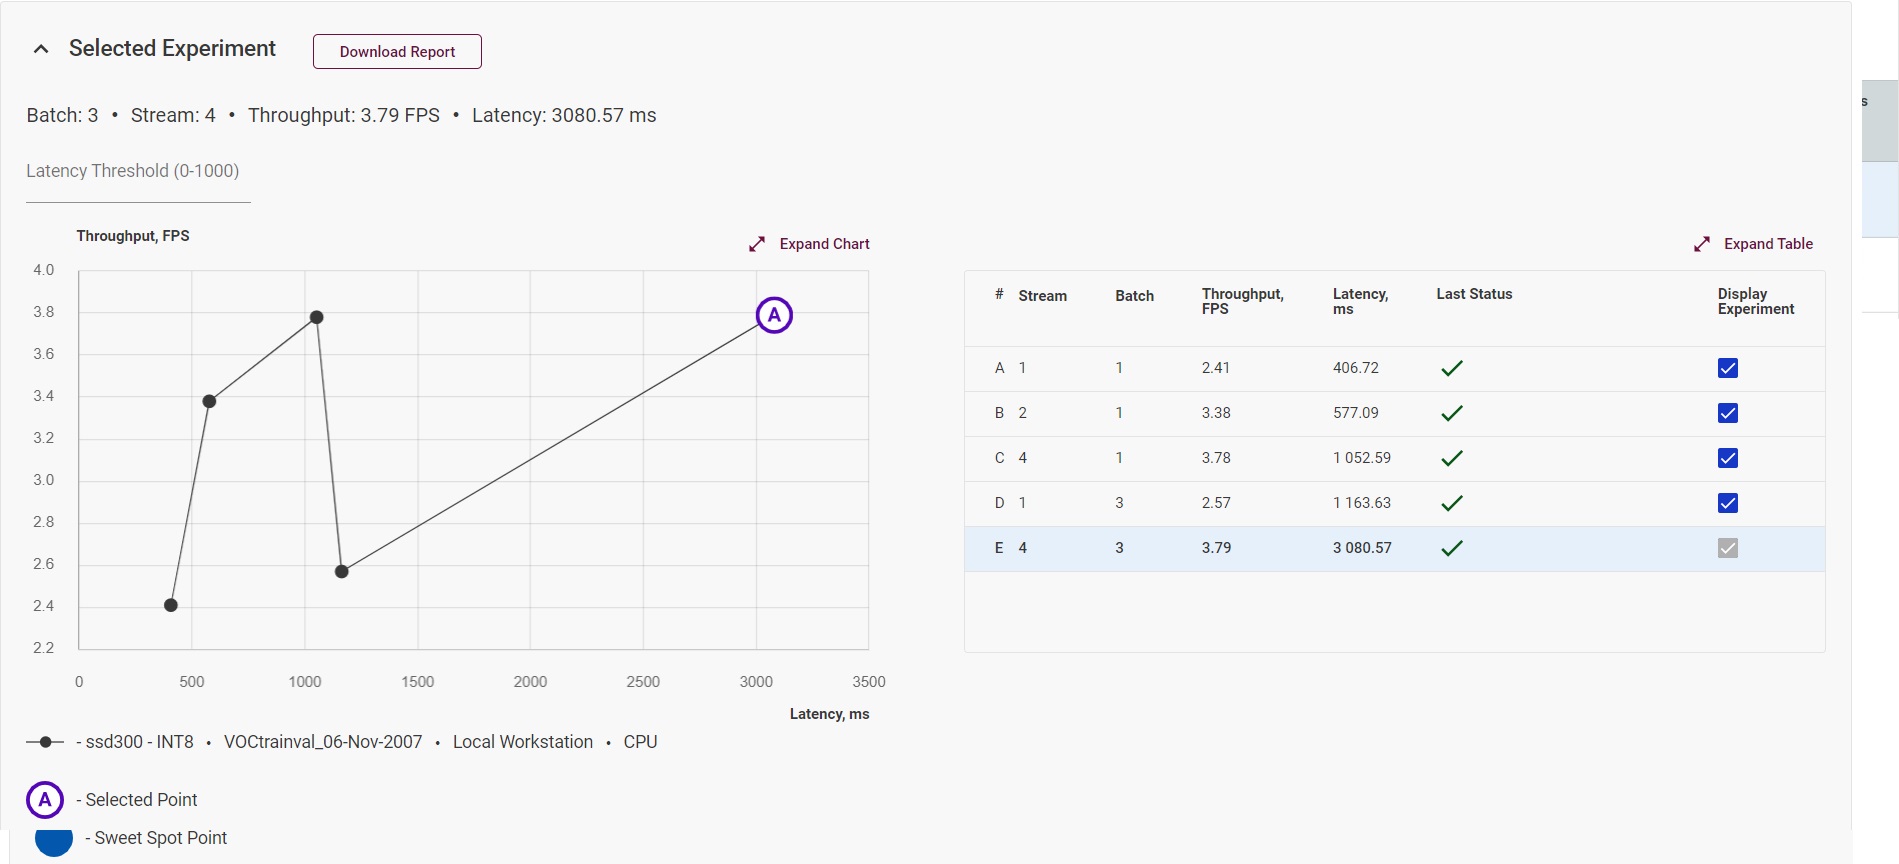 Selected Experiment
Download Report
Batch: 3 • Stream: 4 • Throughput: 3.79 FPS • Latency: 3080.57 ms
s
Latency Threshold (0-1000)
Throughput, FPS
Expand Chart
4.0
3.8
3.6
3.4
3.2
3.0
2.8
2.6
2.4
2.2
A
0 500 1000 1500 2000 2500 3000 3500
Latency, ms
- ssd300 - INT8 • VOCtrainval_06-Nov-2007 • Local Workstation • CPU
A - Selected Point
- Sweet Spot Point
Expand Table
# Stream Batch Throughput, FPS Latency, ms Last Status Display Experiment
A 1 1 2.41 406.72
B 2 1 3.38 577.09
C 4 1 3.78 1 052.59
D 1 3 2.57 1 163.63
E 4 3 3.79 3 080.57